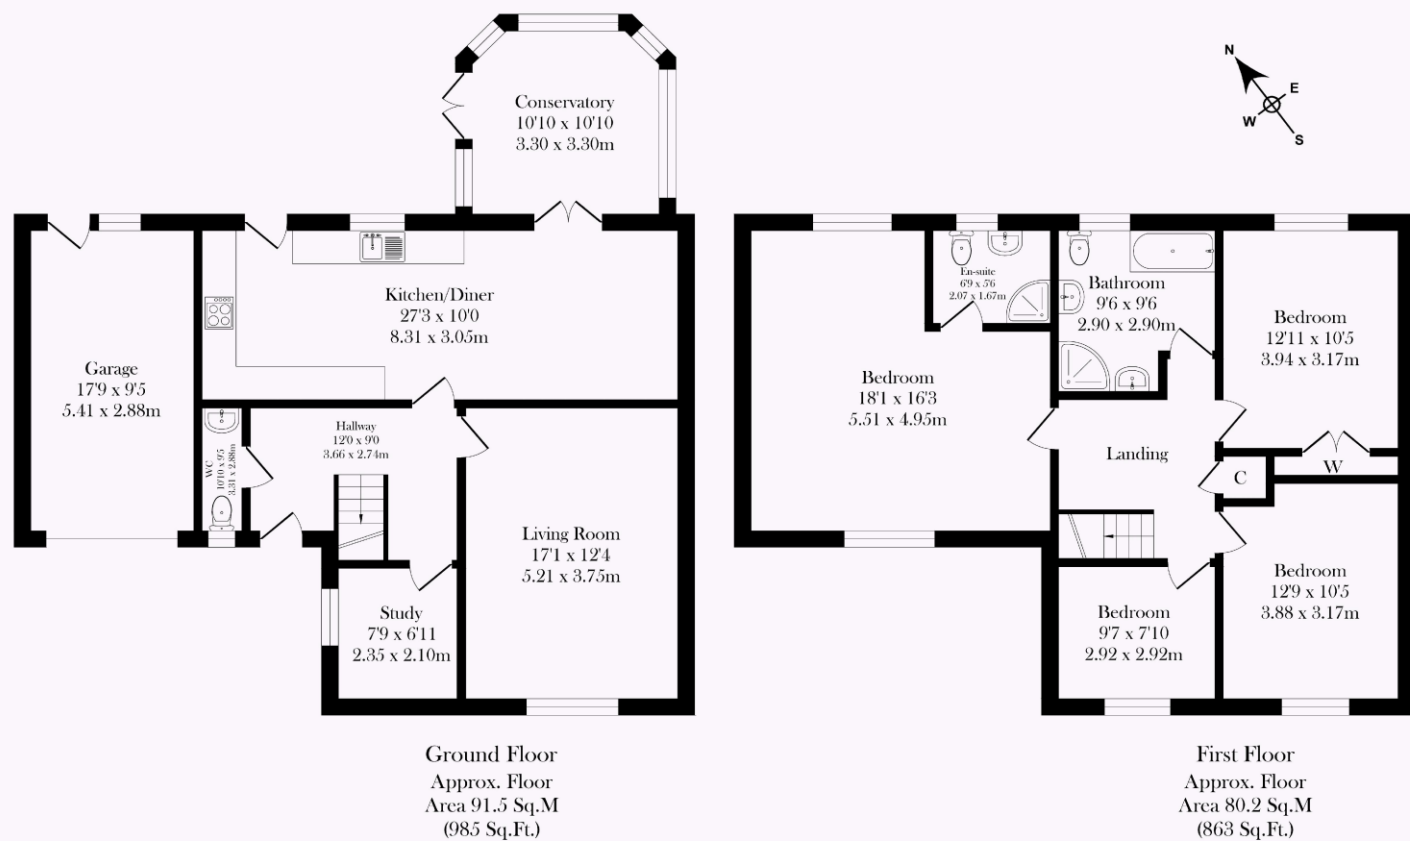 Conservatory
10'10 x 10'10
3.30 x 3.30m
N
E
W
S
Kitchen/Diner
27'3 x 10'0
8.31 x 3.05m
Garage
17'9 x 9'5
5.41 x 2.88m
Hallway
12'0 x 9'0
3.66 x 2.74m
WC
10'10 x 9'5
3.31 x 2.88m
Living Room
17'1 x 12'4
5.21 x 3.75m
Study
7'9 x 6'11
2.35 x 2.10m
Ground Floor
Approx. Floor
Area 91.5 Sq.M
(985 Sq.Ft.)
En-suite
6'9 x 5'6
2.07 x 1.67m
Bathroom
9'6 x 9'6
2.90 x 2.90m
Bedroom
12'11 x 10'5
3.94 x 3.17m
Bedroom
18'1 x 16'3
5.51 x 4.95m
Landing
W
C
Bedroom
12'9 x 10'5
3.88 x 3.17m
Bedroom
9'7 x 7'10
2.92 x 2.92m
First Floor
Approx. Floor
Area 80.2 Sq.M
(863 Sq.Ft.)